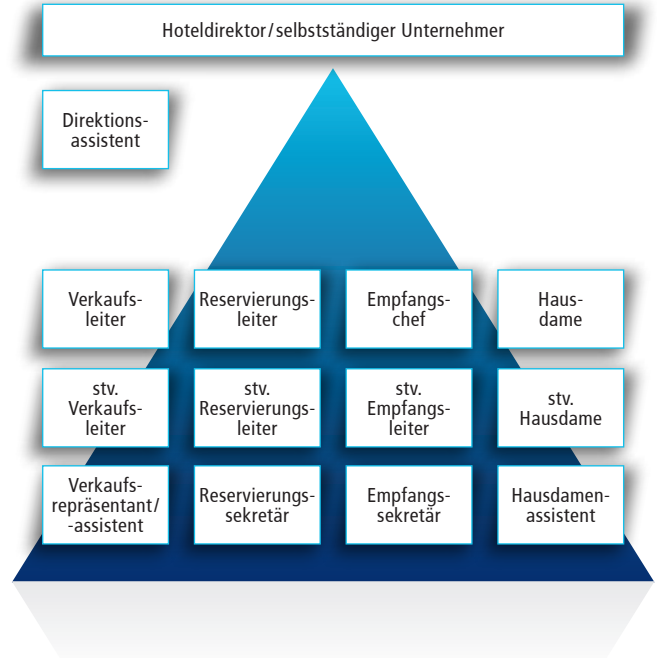 Hoteldirektor/selbstständiger Unternehmer
Direktions-
assistent
Verkaufs-
leiter
Reservierungs-
leiter
Empfangs-
chef
Haus-
dame
stv.
Verkaufs-
leiter
stv.
Reservierungs-
leiter
stv.
Empfangs-
leiter
stv.
Hausdame
Verkaufs-
repräsentant/
-assistent
Reservierungs-
sekretär
Empfangs-
sekretär
Hausdamen-
assistent